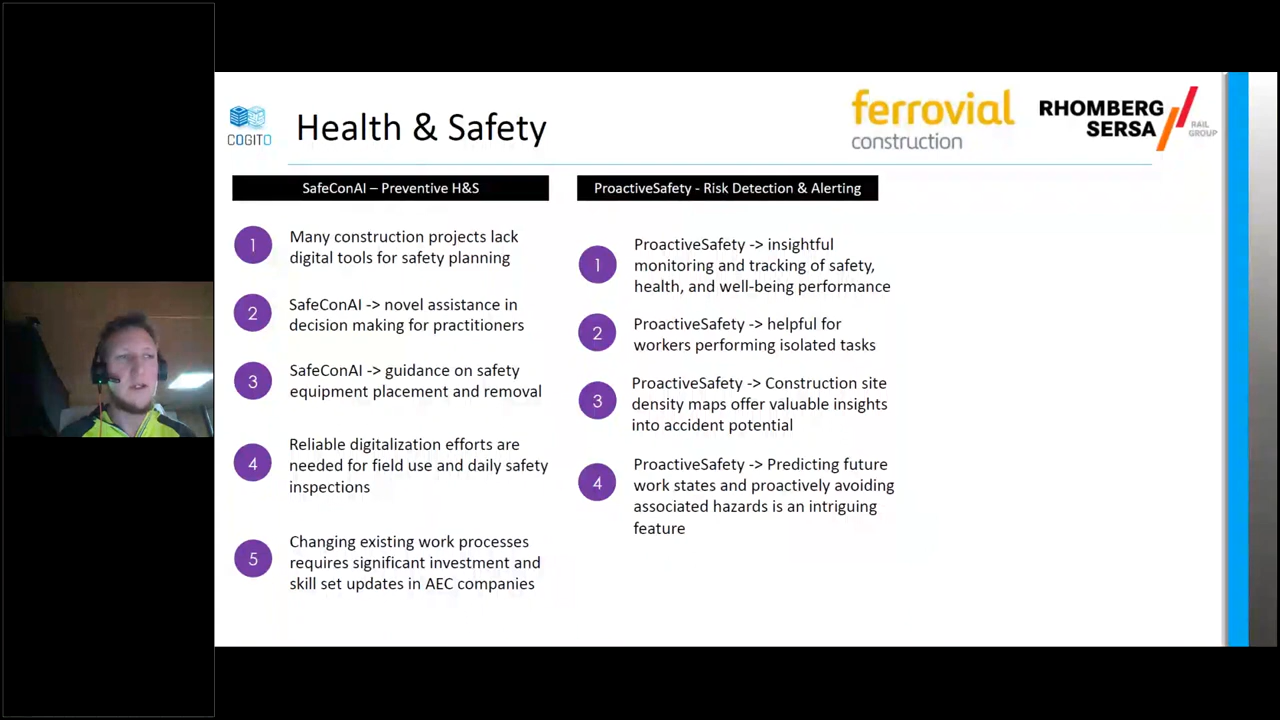 COGITO
Health & Safety
ferrovial
construction
RHOMBERG
SERSA
RAIL
GROUP
SafeConAI – Preventive H&S
1
Many construction projects lack
digital tools for safety planning
2
SafeConAI -> novel assistance in
decision making for practitioners
3
SafeConAI -> guidance on safety
equipment placement and removal
4
Reliable digitalization efforts are
needed for field use and daily safety
inspections
5
Changing existing work processes
requires significant investment and
skill set updates in AEC companies
ProactiveSafety - Risk Detection & Alerting
1
ProactiveSafety -> insightful
monitoring and tracking of safety,
health, and well-being performance
2
ProactiveSafety -> helpful for
workers performing isolated tasks
3
ProactiveSafety -> Construction site
density maps offer valuable insights
into accident potential
4
ProactiveSafety -> Predicting future
work states and proactively avoiding
associated hazards is an intriguing
feature